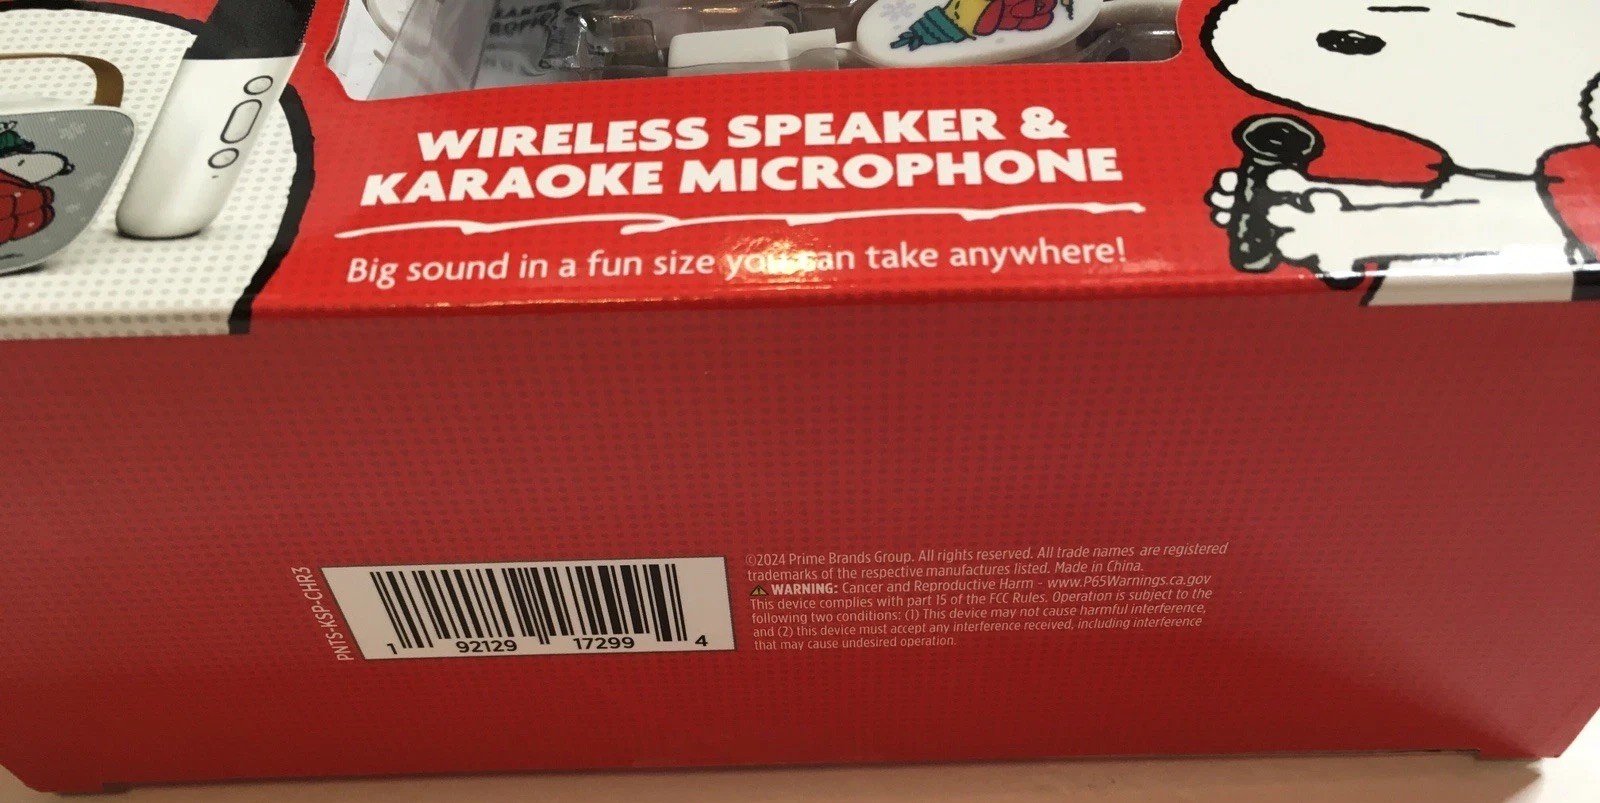 WIRELESS SPEAKER &
KARAOKE MICROPHONE
Big sound in a fun size you can take anywhere!
PNTS-KSP-CHR3
1 92129 17299 4
©2024 Prime Brands Group. All rights reserved. All trade names are registered
trademarks of the respective manufactures listed. Made in China.
⚠ WARNING: Cancer and Reproductive Harm - www.P65Warnings.ca.gov
This device complies with part 15 of the FCC Rules. Operation is subject to the
following two conditions: (1) This device may not cause harmful interference,
and (2) this device must accept any interference received, including interference
that may cause undesired operation.